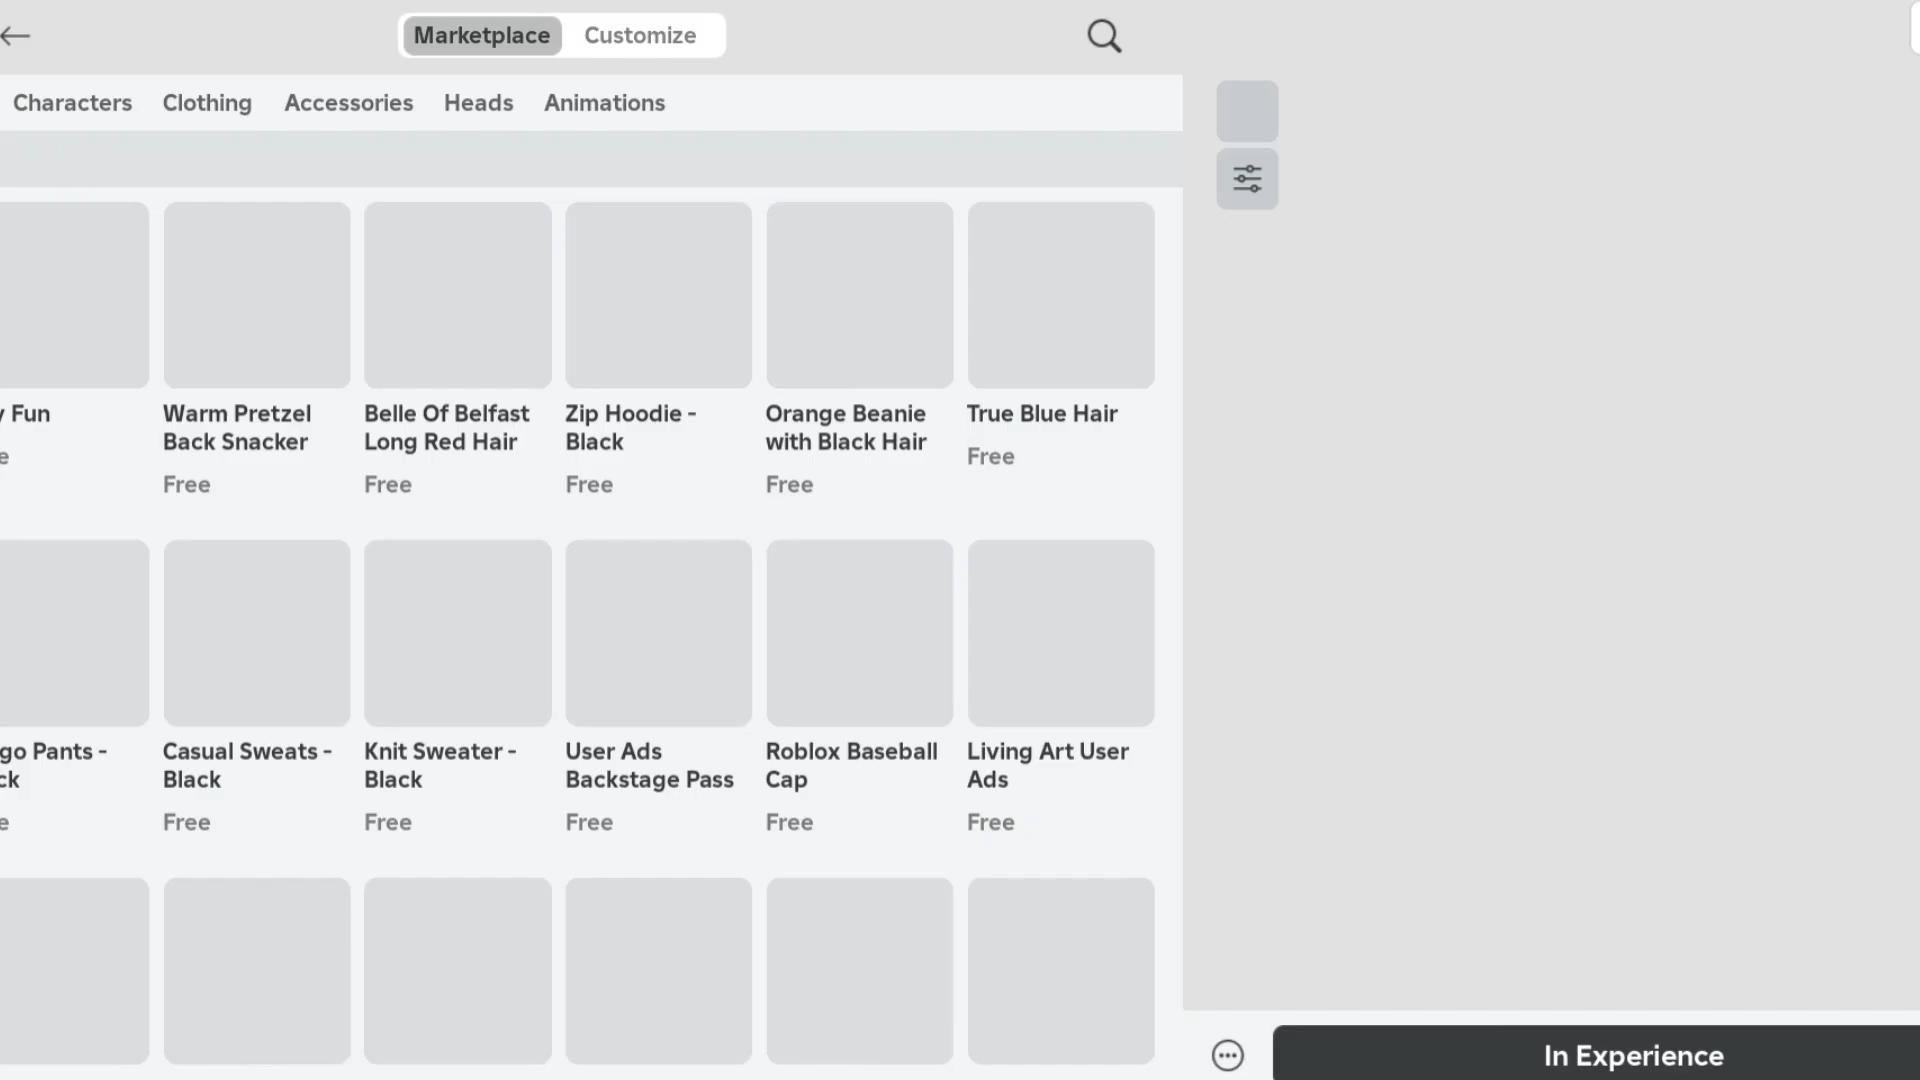 Marketplace
Customize
Characters
Clothing
Accessories
Heads
Animations
Fun
Warm Pretzel
Back Snacker
Free
Belle Of Belfast
Long Red Hair
Free
Zip Hoodie -
Black
Free
Orange Beanie
with Black Hair
Free
True Blue Hair
Free
go Pants -
ck
Casual Sweats -
Black
Free
Knit Sweater -
Black
Free
User Ads
Backstage Pass
Free
Roblox Baseball
Cap
Free
Living Art User
Ads
Free
In Experience